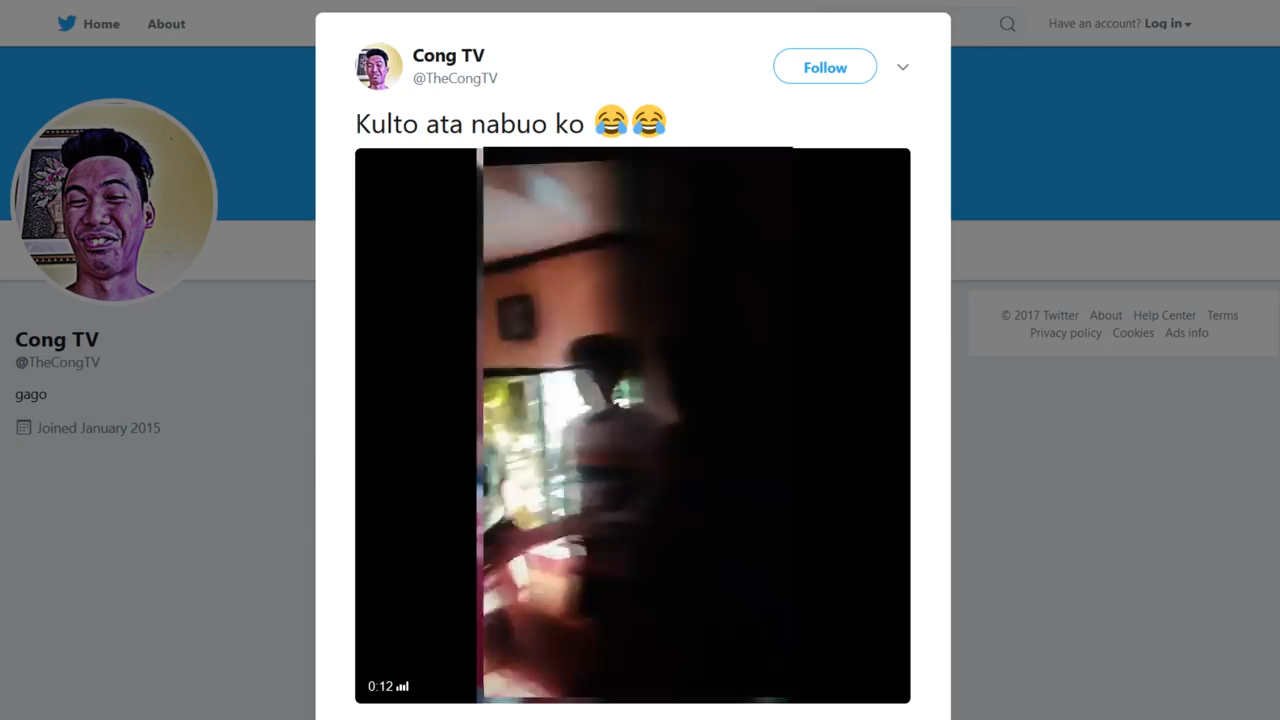 Home About
Have an account? Log in
Cong TV
@TheCongTV
Follow
Kulto ata nabuo ko 😂😂
0:12
Cong TV
@TheCongTV
gago
Joined January 2015
© 2017 Twitter About Help Center Terms
Privacy policy Cookies Ads info